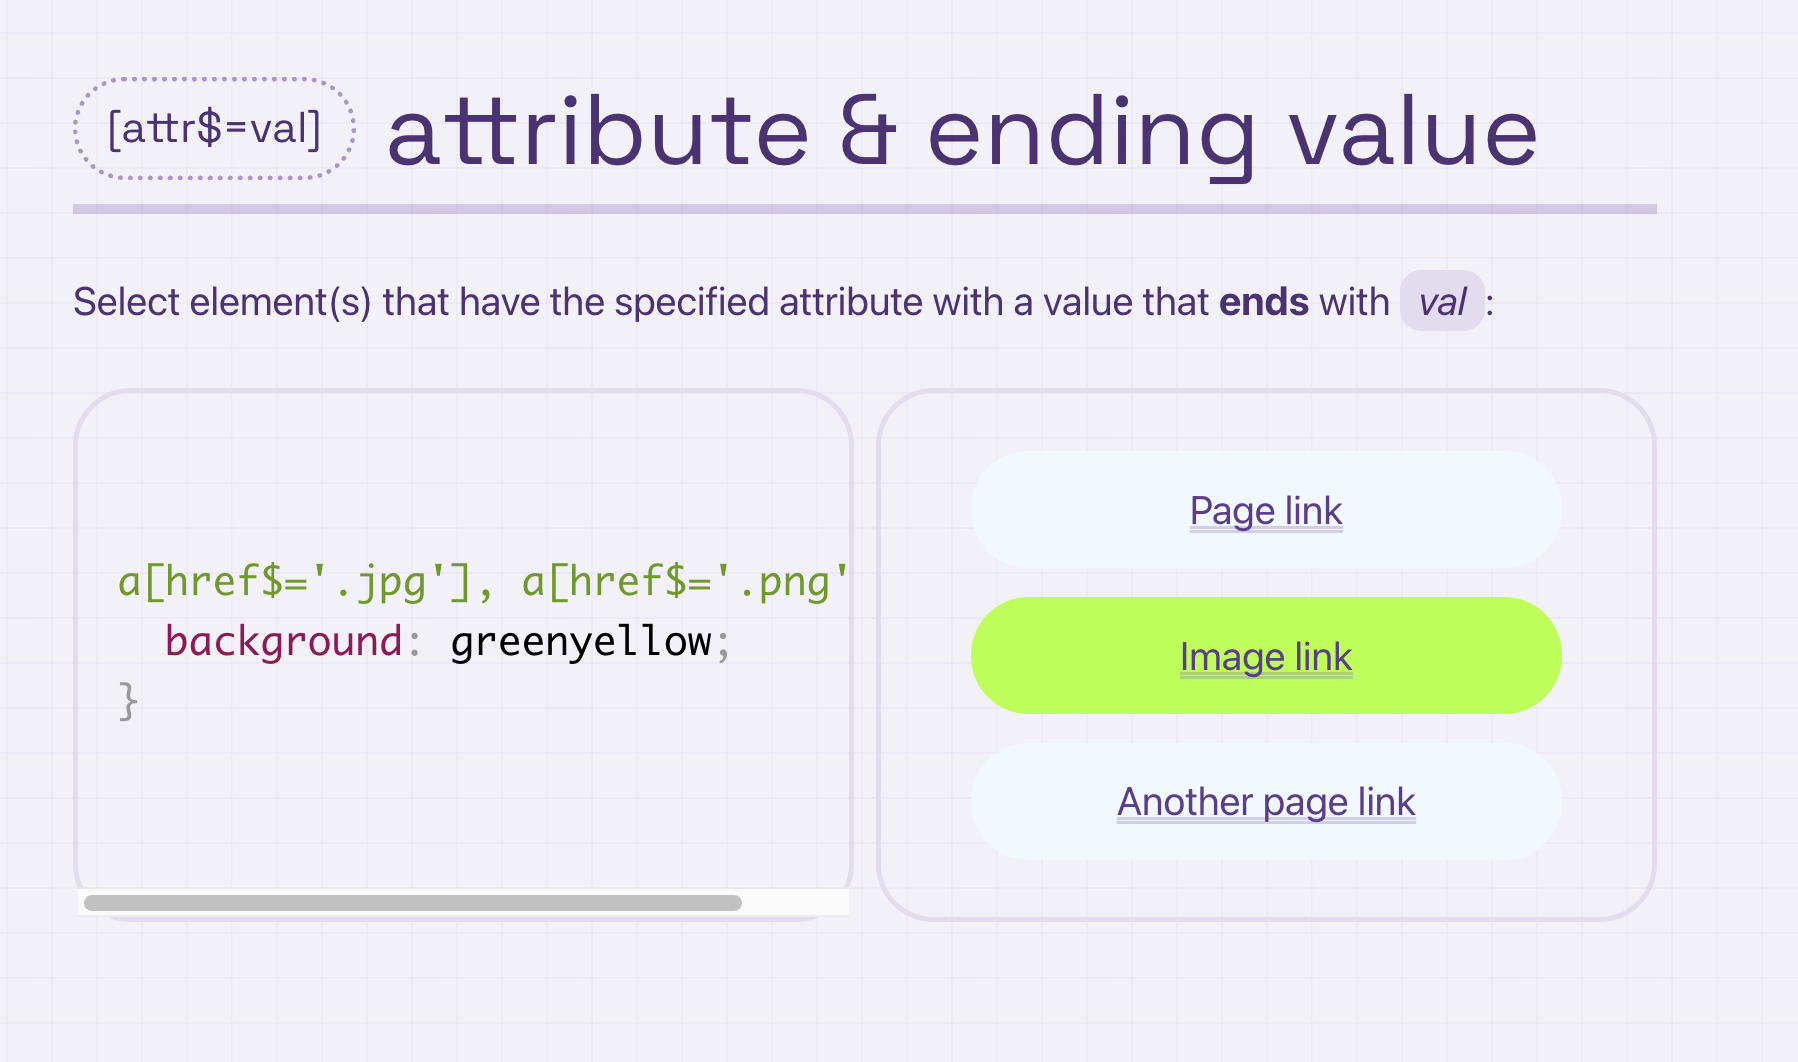 [attr$=val] attribute & ending value
Select element(s) that have the specified attribute with a value that ends with val:
a[href$='.jpg'], a[href$='.png'
background: greenyellow;
}
Page link
Image link
Another page link